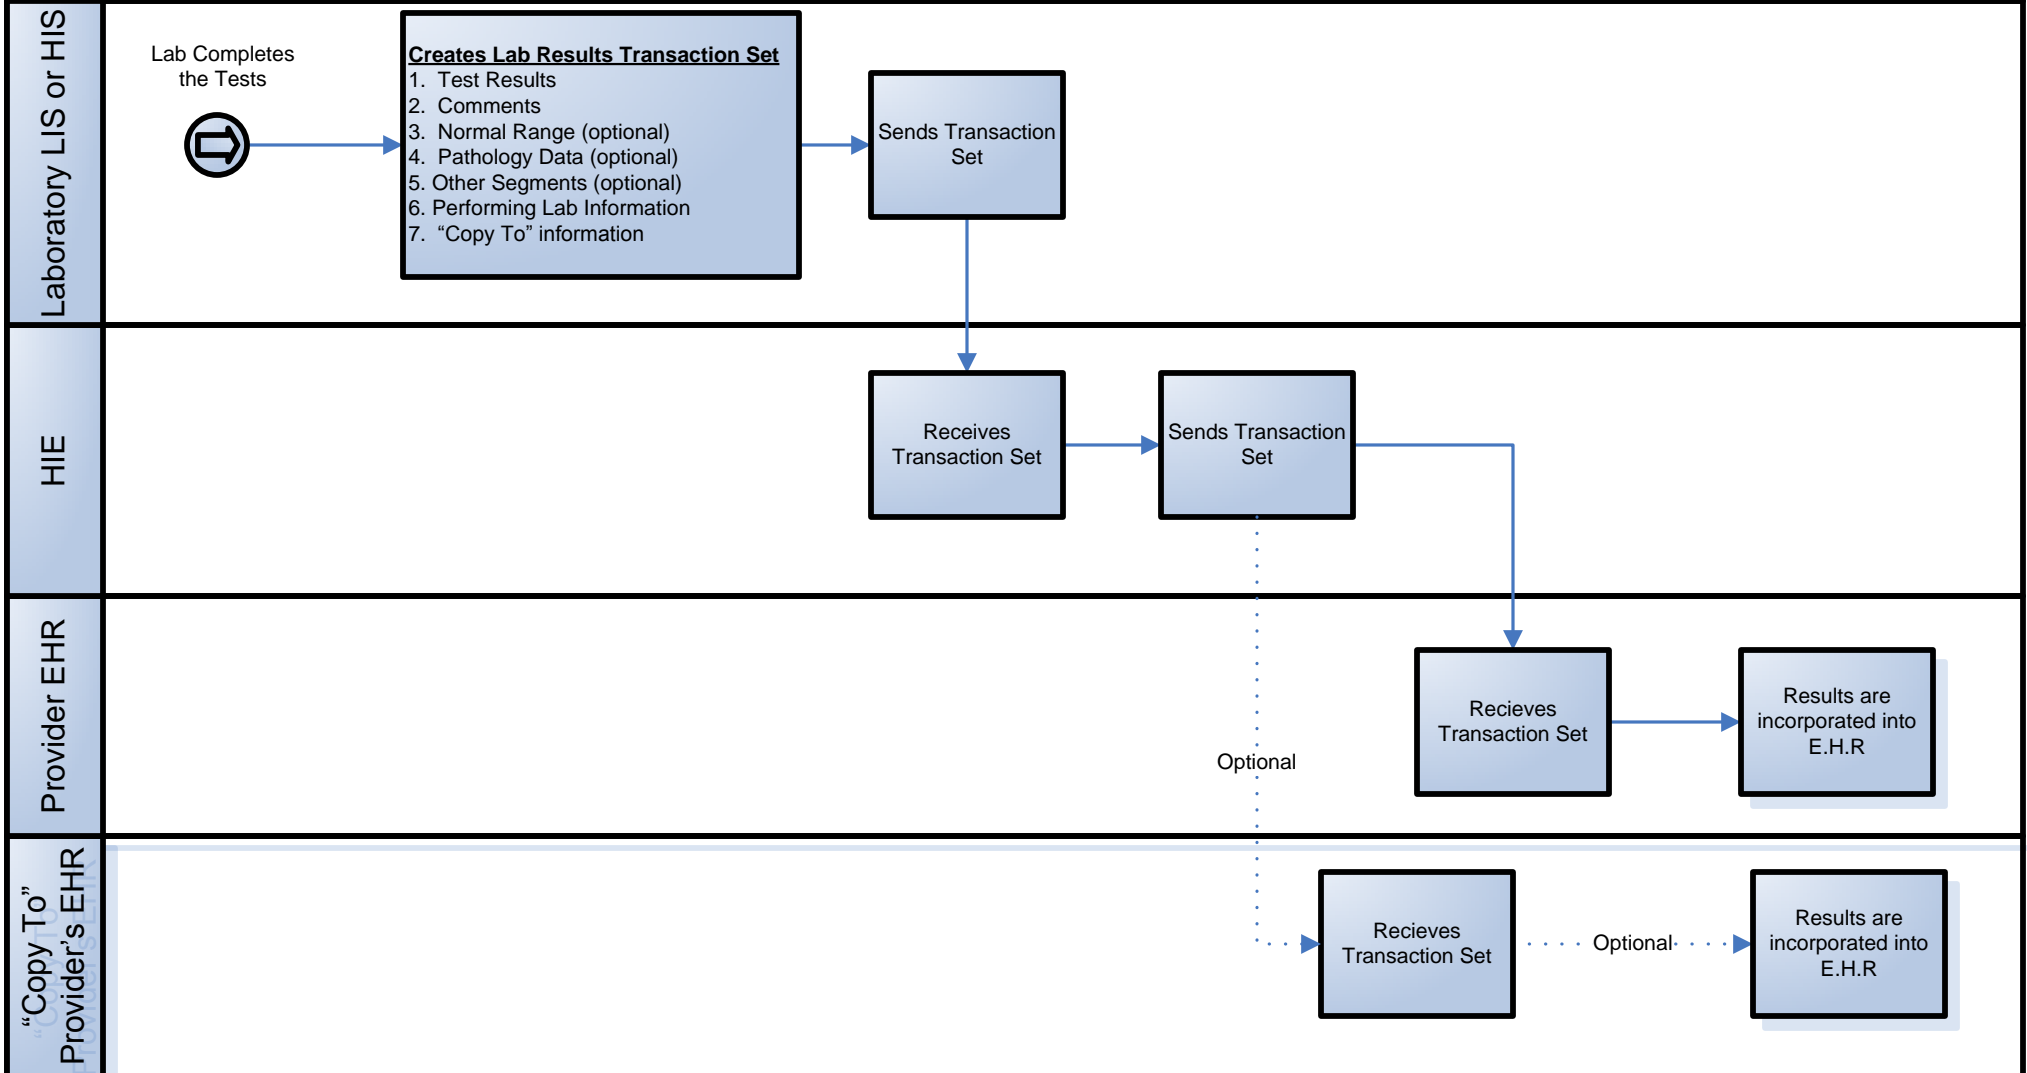 Laboratory LIS or HIS
Lab Completes
the Tests
Creates Lab Results Transaction Set
1.  Test Results
2.  Comments
3.  Normal Range (optional)
4.  Pathology Data (optional)
5. Other Segments (optional)
6. Performing Lab Information
7.  “Copy To” information
Sends Transaction
Set
HIE
Receives
Transaction Set
Sends Transaction
Set
Provider EHR
Optional
Recieves
Transaction Set
Results are
incorporated into
E.H.R
“Copy To”
Provider’s EHR
Recieves
Transaction Set
Optional
Results are
incorporated into
E.H.R